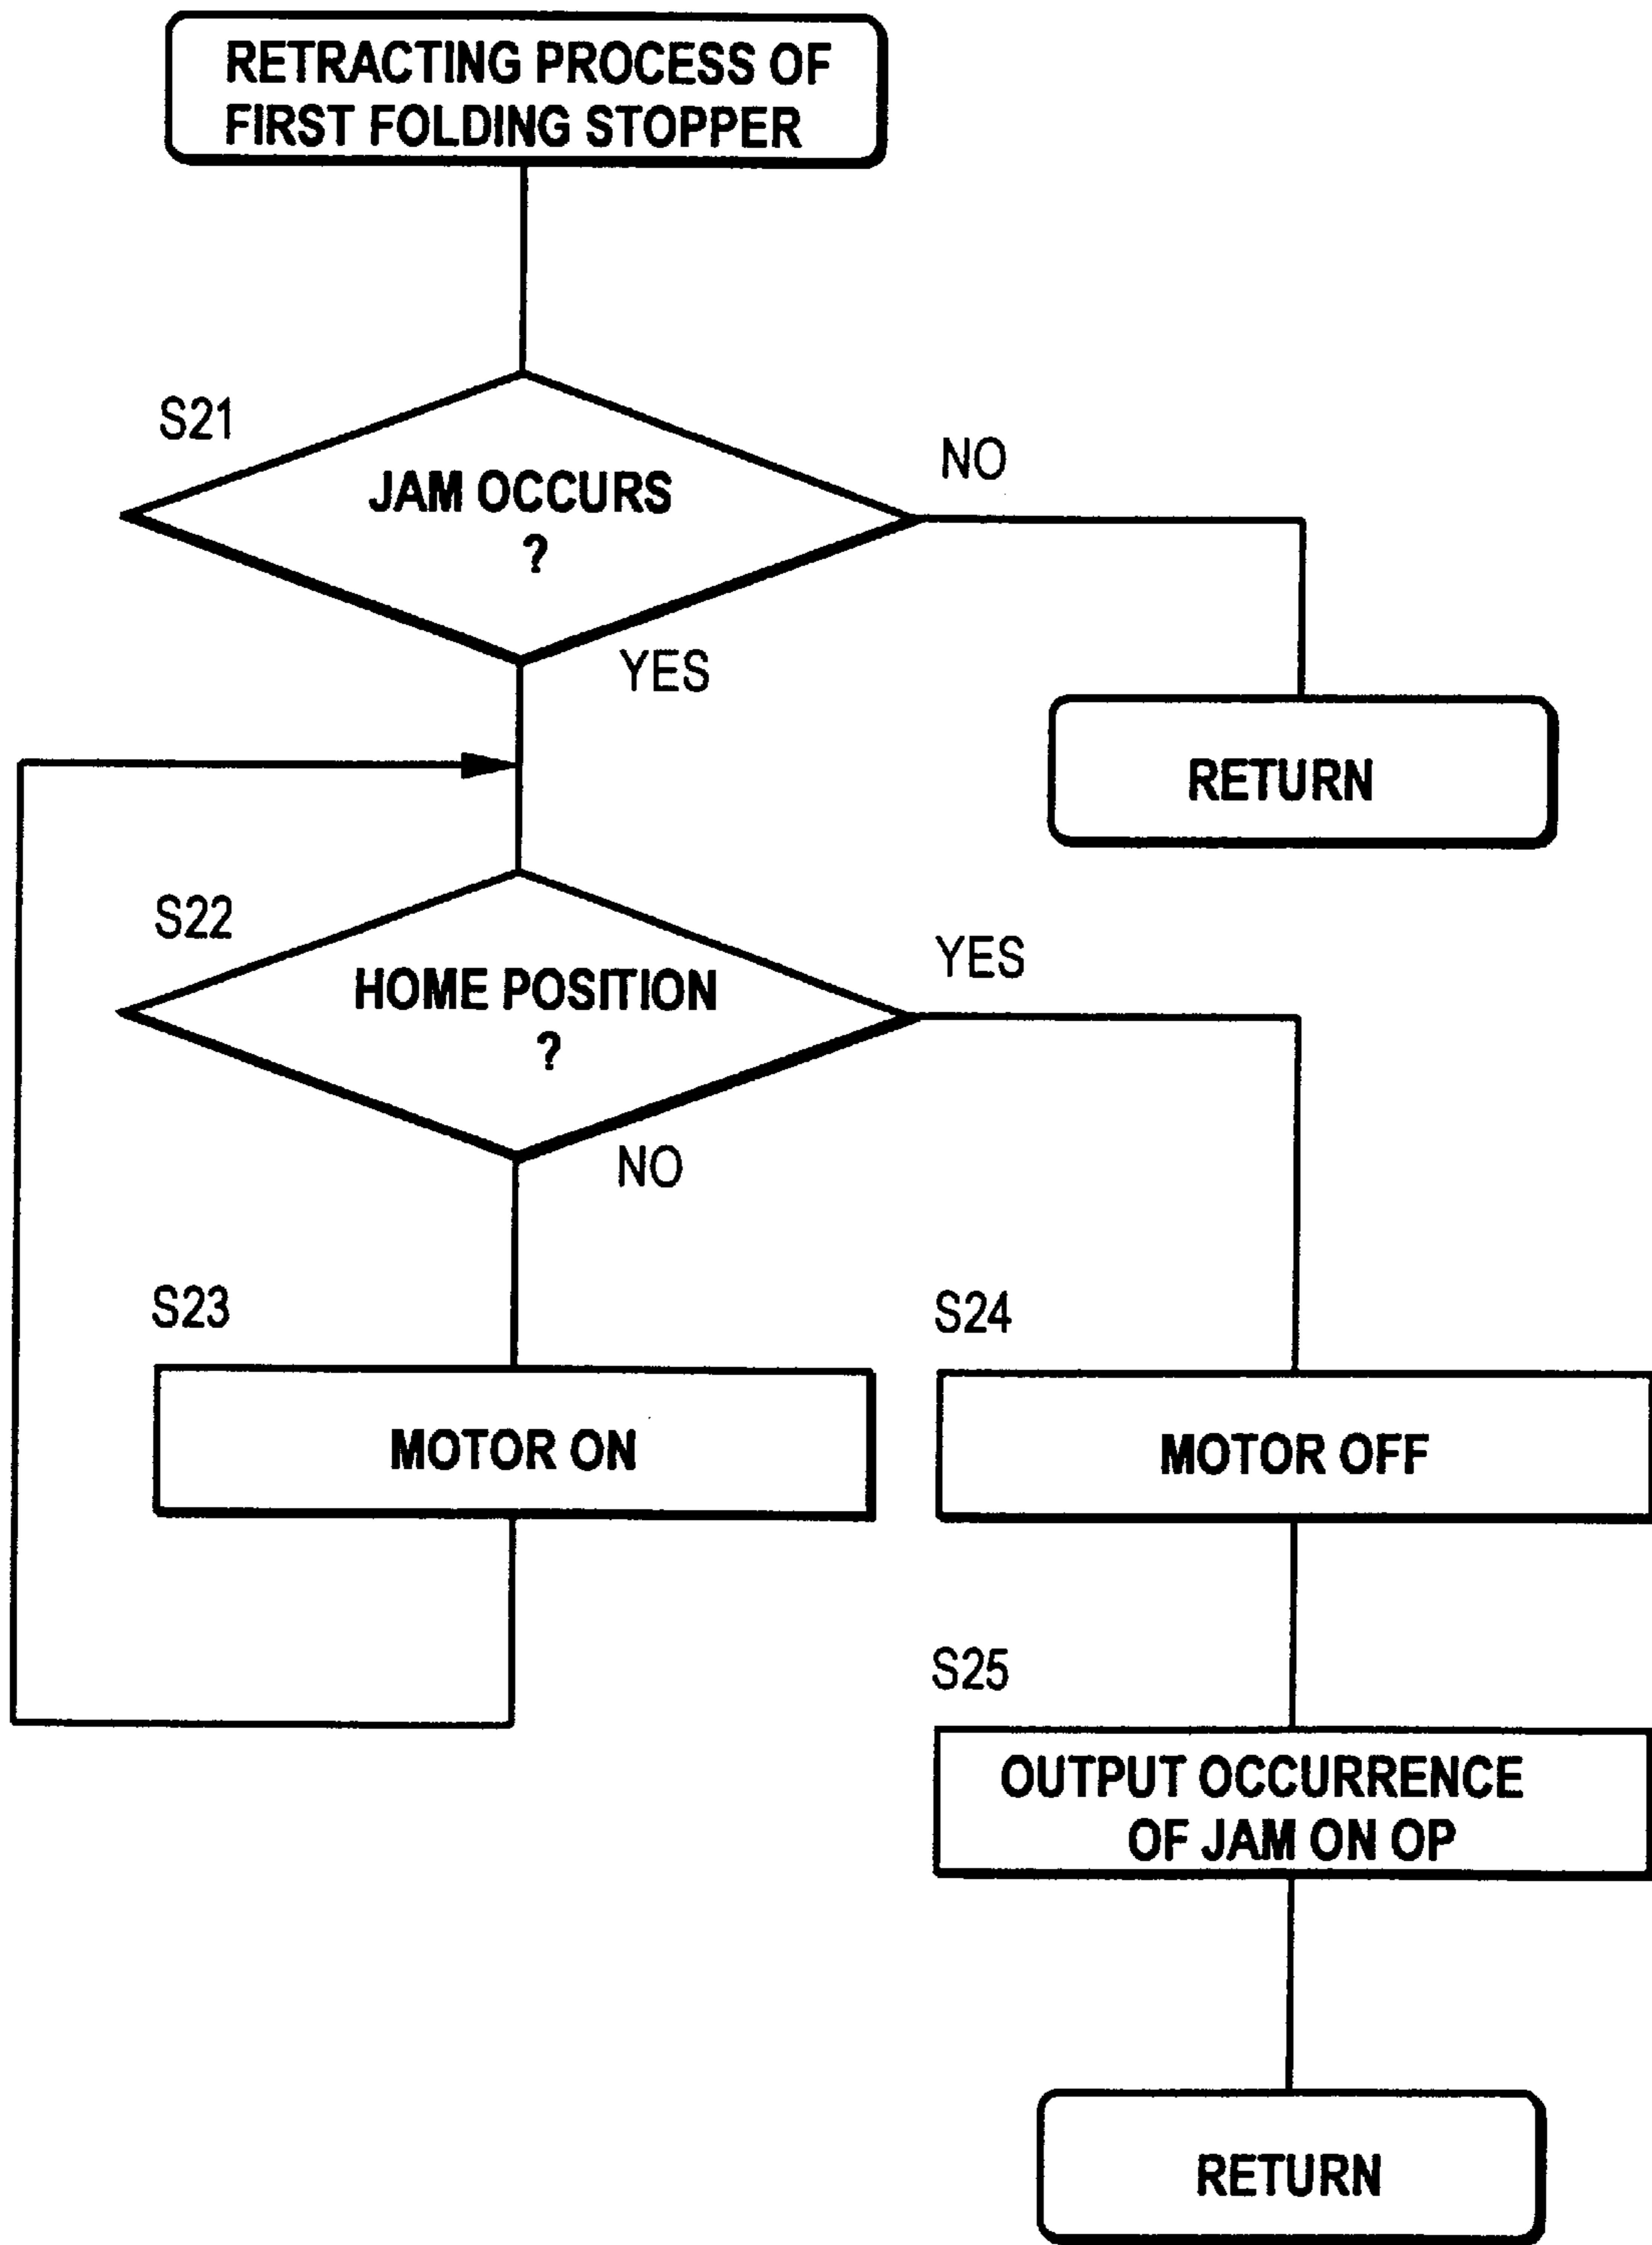 RETRACTING PROCESS OF
FIRST FOLDING STOPPER
S21
JAM OCCURS
?
NO
YES
RETURN
S22
HOME POSITION
?
YES
NO
S23
MOTOR ON
S24
MOTOR OFF
S25
OUTPUT OCCURRENCE
OF JAM ON OP
RETURN